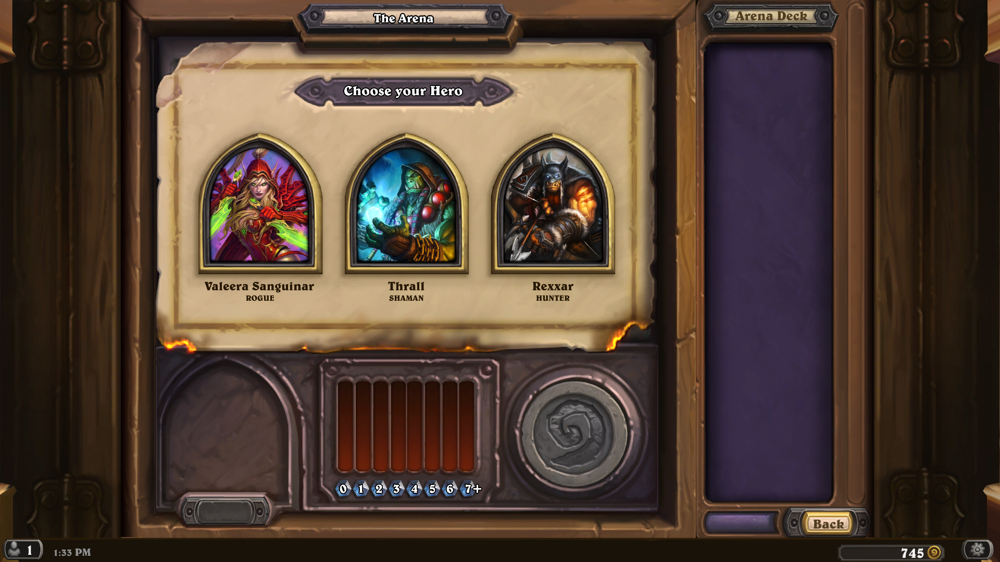 The Arena
Arena Deck
Choose your Hero
Valeera Sanguinar
ROGUE
Thrall
SHAMAN
Rexxar
HUNTER
0 1 2 3 4 5 6 7+
Back
1
1:33 PM
745